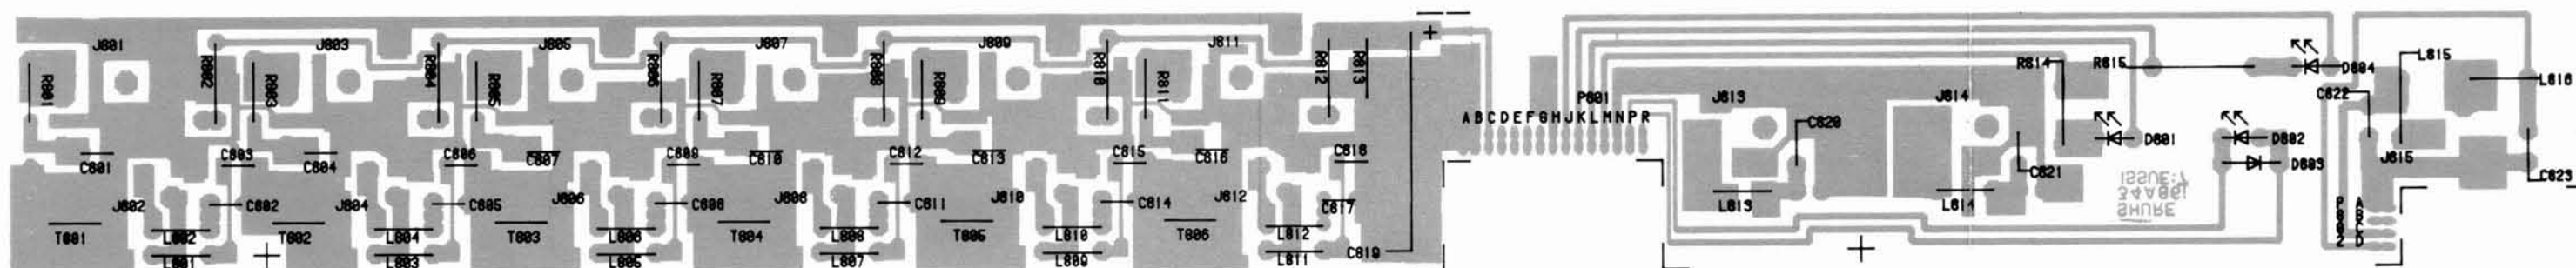 J801 J803 J805 J807 J809 J811
R801 R802 R803 R804 R805 R806 R807 R808 R809 R810 R811 R812 R813
R814 R815 D804 L815 L816
P801 J813 J814 C822
A B C D E F G H J K L M N P R
C820 D801 D802
C801 C803 C804 C806 C807 C809 C810 C812 C813 C815 C816 C818
D803 J815
C821 C823
ISSUE:7
34A861
SHURE
J802 C802 J804 C805 J806 C808 J808 C811 J810 C814 J612 C817
L813 L814
P802 A B C D
T801 L802 T802 L804 T803 L806 T804 L808 T805 L810 T806 L812
L801 L803 L805 L807 L809 L811 C819